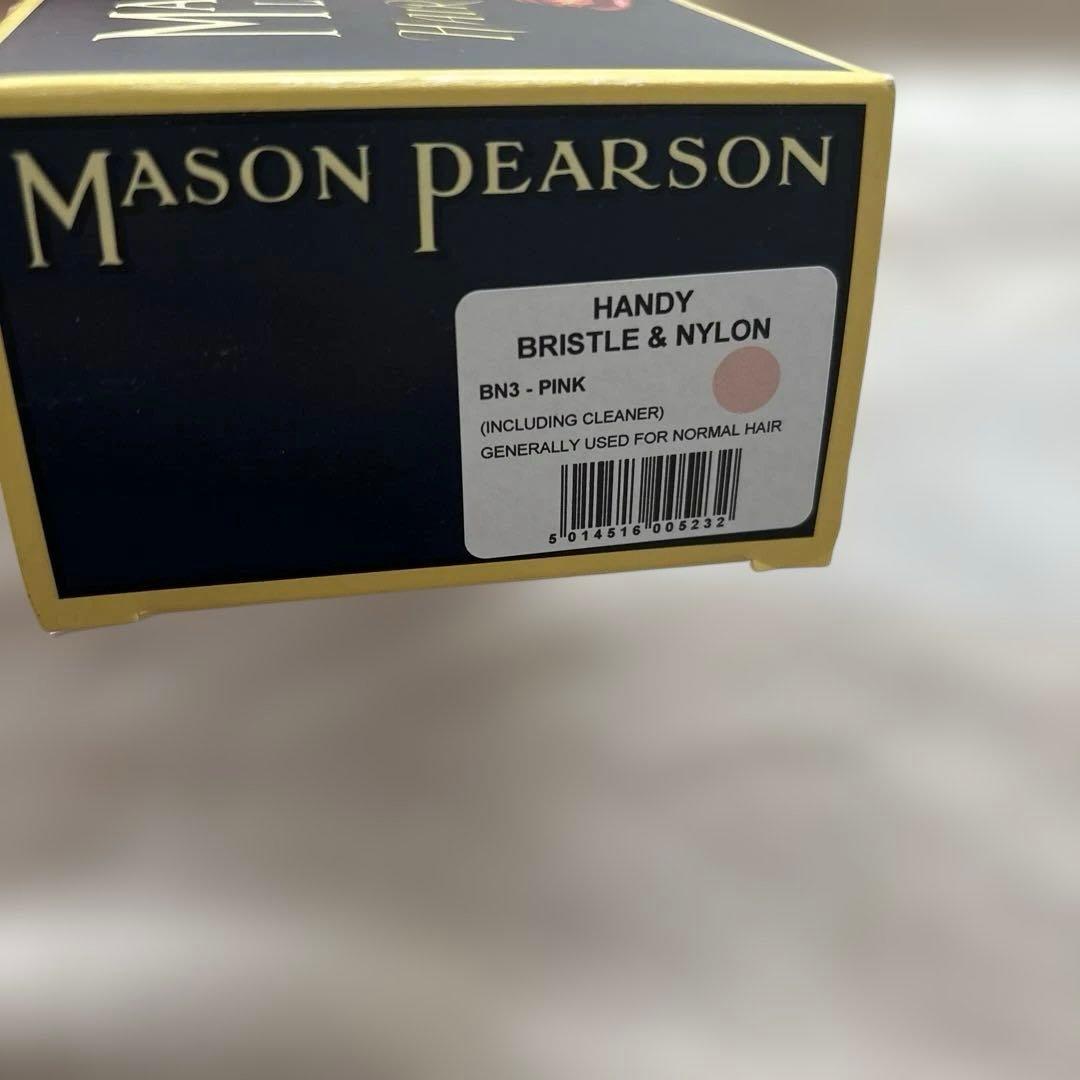 MASON PEARSON
HANDY
BRISTLE & NYLON
BN3 - PINK
(INCLUDING CLEANER)
GENERALLY USED FOR NORMAL HAIR
5 014516 005232